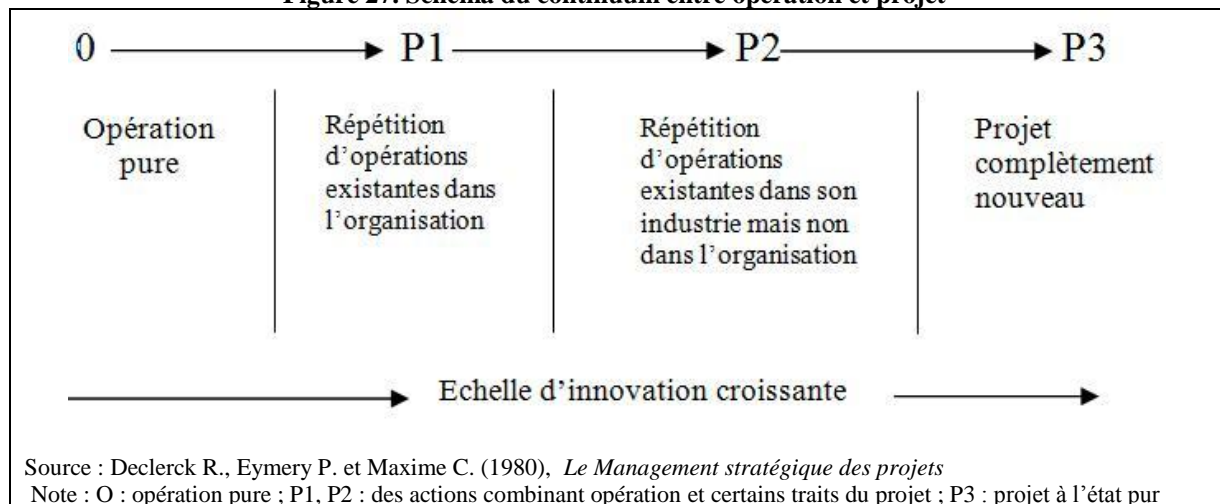 Figure 27. Schéma du continuum entre opération et projet
0 P1 P2 P3
Opération
pure
Répétition
d'opérations
existantes dans
l'organisation
Répétition
d'opérations
existantes dans son
industrie mais non
dans l'organisation
Projet
complètement
nouveau
Echelle d'innovation croissante
Source : Declerck R., Eymery P. et Maxime C. (1980), Le Management stratégique des projets
Note : O : opération pure ; P1, P2 : des actions combinant opération et certains traits du projet ; P3 : projet à l'état pur